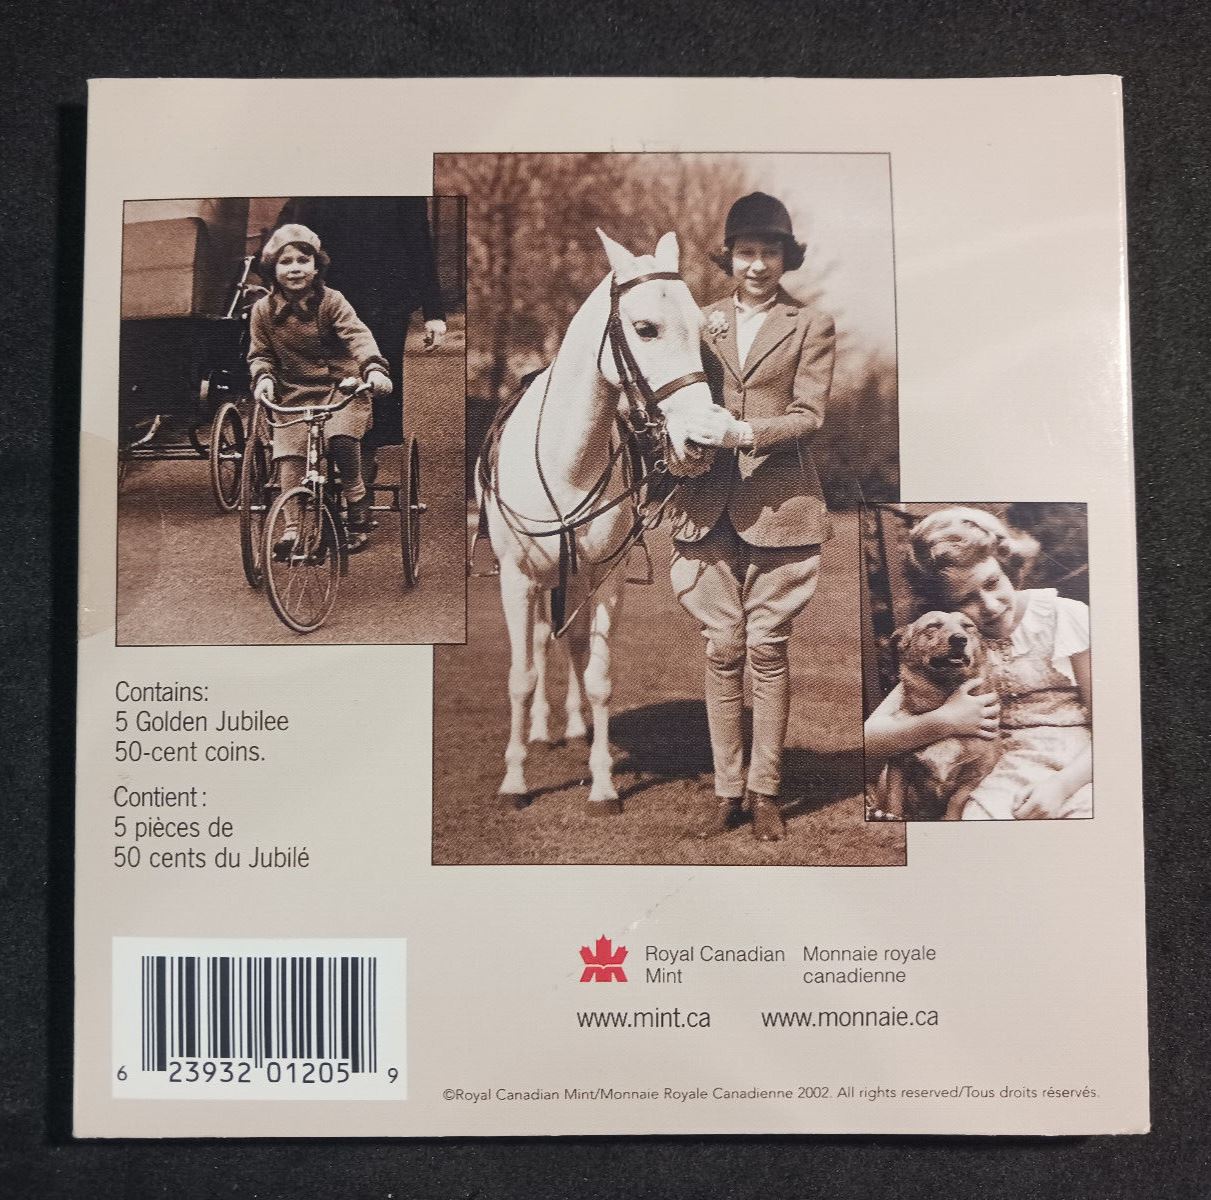 Contains:
5 Golden Jubilee
50-cent coins.
Contient :
5 pièces de
50 cents du Jubilé
6 23932 01205 9
Royal Canadian
Mint
Monnaie royale
canadienne
www.mint.ca www.monnaie.ca
©Royal Canadian Mint/Monnaie Royale Canadienne 2002. All rights reserved/Tous droits réservés.